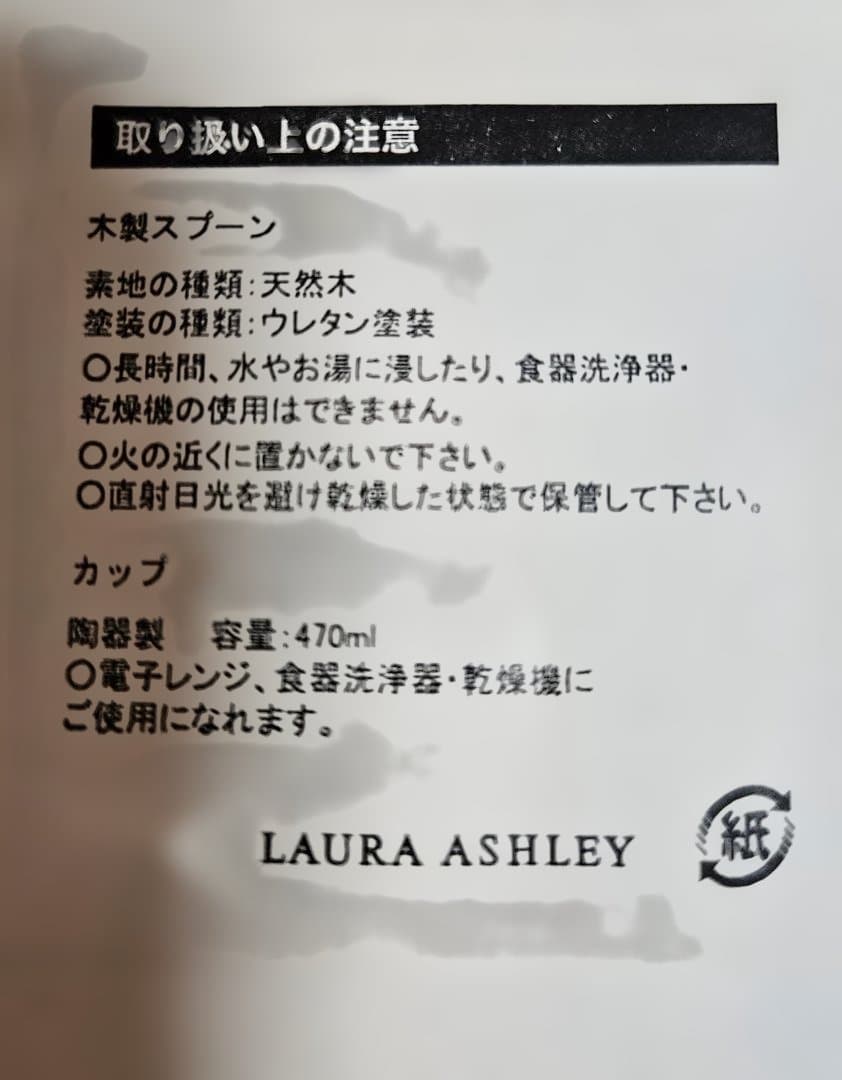 取り扱い上の注意
木製スプーン
素地の種類:天然木
塗装の種類:ウレタン塗装
〇長時間、水やお湯に浸したり、食器洗浄器・
乾燥機の使用はできません。
〇火の近くに置かないで下さい。
〇直射日光を避け乾燥した状態で保管して下さい。
カップ
陶器製 容量:470ml
〇電子レンジ、食器洗浄器・乾燥機に
ご使用になれます。
LAURA ASHLEY
紙